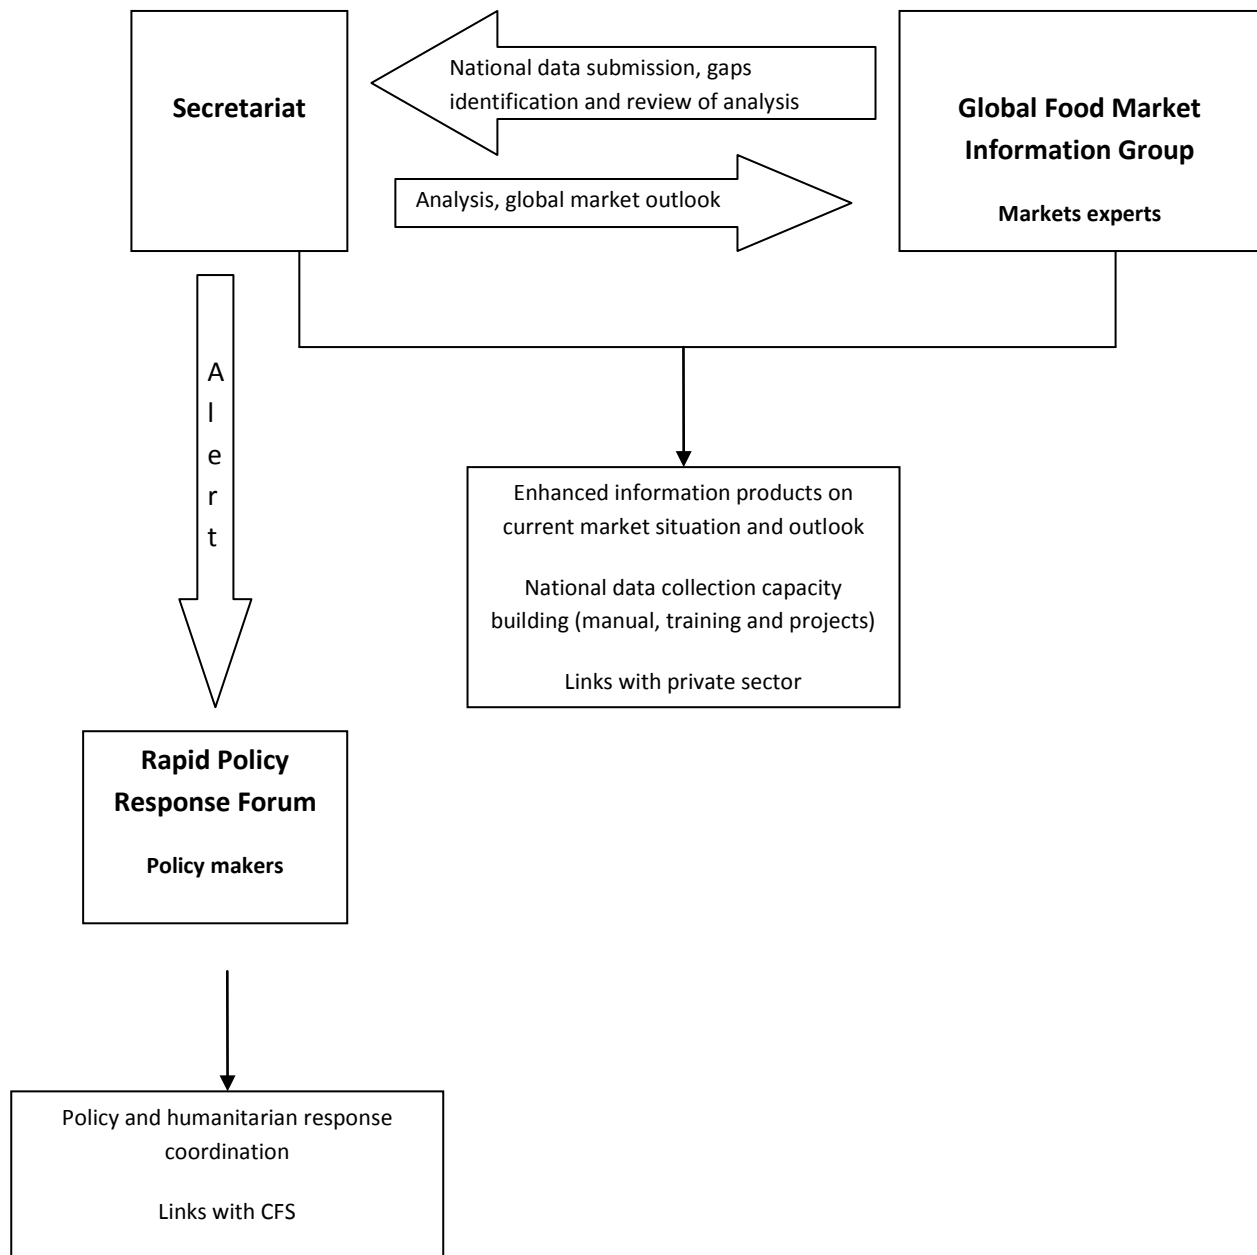 Secretariat
National data submission, gaps
identification and review of analysis
Analysis, global market outlook
Global Food Market
Information Group
Markets experts
Alert
Enhanced information products on
current market situation and outlook
National data collection capacity
building (manual, training and projects)
Links with private sector
Rapid Policy
Response Forum
Policy makers
Policy and humanitarian response
coordination
Links with CFS